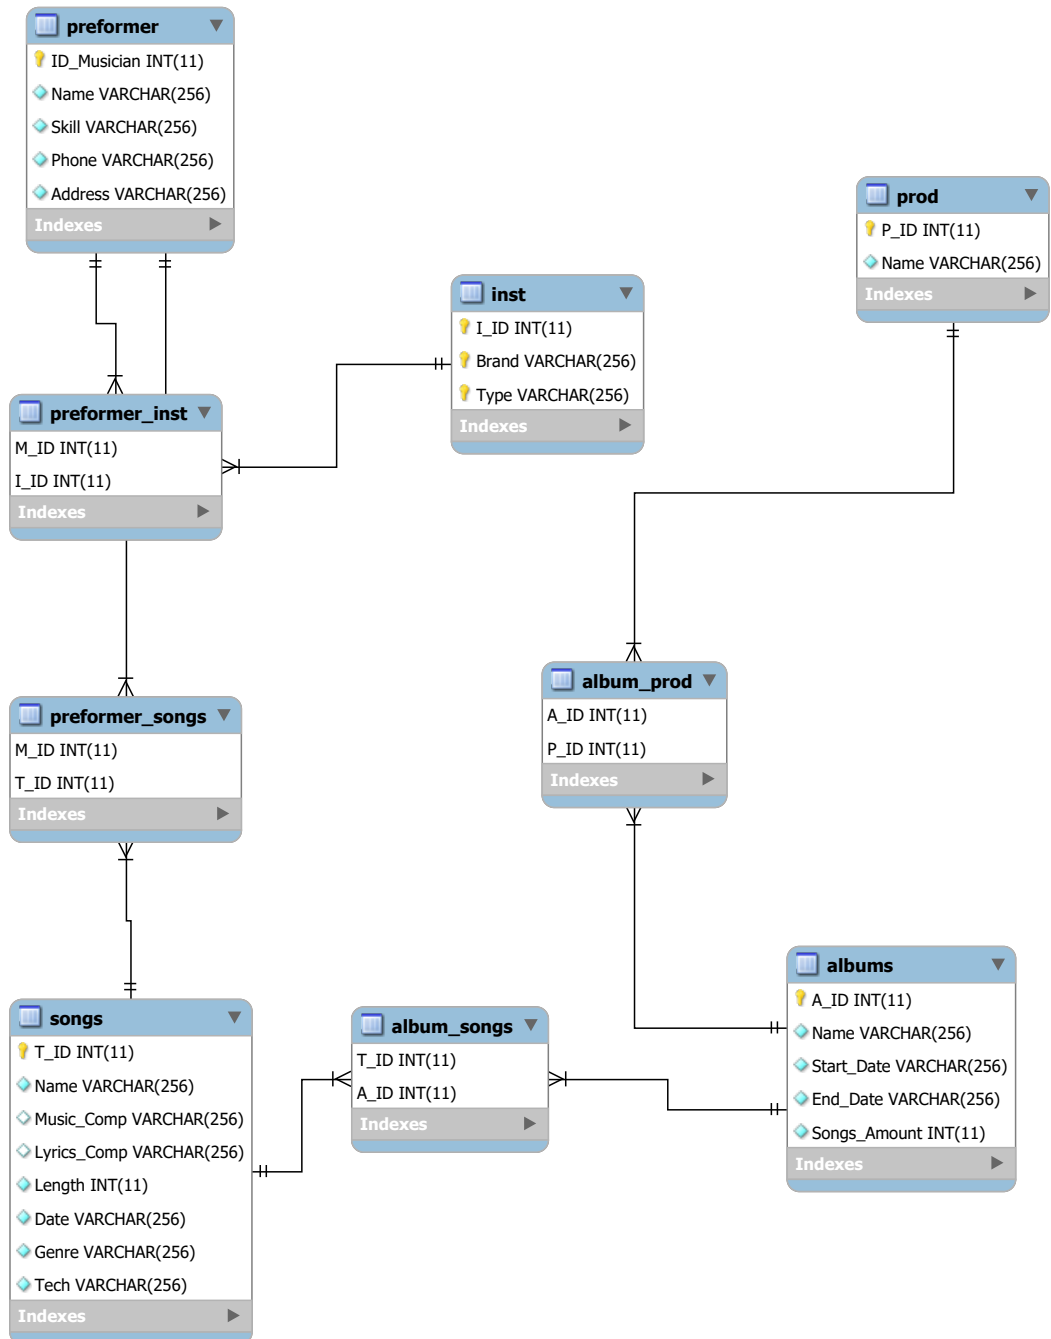 preformer
ID_Musician INT(11)
Name VARCHAR(256)
Skill VARCHAR(256)
Phone VARCHAR(256)
Address VARCHAR(256)
Indexes
prod
P_ID INT(11)
Name VARCHAR(256)
Indexes
inst
I_ID INT(11)
Brand VARCHAR(256)
Type VARCHAR(256)
Indexes
preformer_inst
M_ID INT(11)
I_ID INT(11)
Indexes
preformer_songs
M_ID INT(11)
T_ID INT(11)
Indexes
album_prod
A_ID INT(11)
P_ID INT(11)
Indexes
songs
T_ID INT(11)
Name VARCHAR(256)
Music_Comp VARCHAR(256)
Lyrics_Comp VARCHAR(256)
Length INT(11)
Date VARCHAR(256)
Genre VARCHAR(256)
Tech VARCHAR(256)
Indexes
album_songs
T_ID INT(11)
A_ID INT(11)
Indexes
albums
A_ID INT(11)
Name VARCHAR(256)
Start_Date VARCHAR(256)
End_Date VARCHAR(256)
Songs_Amount INT(11)
Indexes